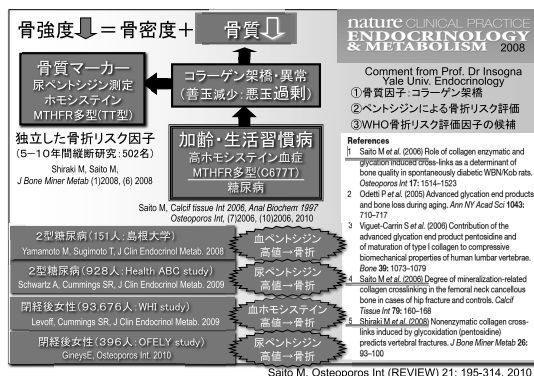 骨強度⬇＝骨密度＋ 骨質⬇
骨質マーカー
尿ペントシジン測定
ホモシステイン
MTHFR多型(TT型)
コラーゲン架橋・異常
(善玉減少：悪玉過剰)
独立した骨折リスク因子
(5－10年間縦断研究：502名)
Shiraki M, Saito M,
J Bone Miner Metab (1)2008, (6) 2008
加齢・生活習慣病
高ホモシステイン血症
MTHFR多型(C677T)
糖尿病
Saito M, Calcif tissue Int 2006, Anal Biochem 1997
Osteoporos Int, (7)2006, (10)2006, 2010
2型糖尿病(151人：島根大学)
Yamamoto M, Sugimoto T, J Clin Endocrinol Metab. 2008
血ペントシジン
高値→骨折
2型糖尿病(928人：Health ABC study)
Schwartz A, Cummings SR, J Clin Endocrinol Metab. 2009
尿ペントシジン
高値→骨折
閉経後女性(93,676人：WHI study)
Levoff, Cummings SR, J Clin Endocrinol Metab. 2009
血ホモシステイン
高値→骨折
閉経後女性(396人：OFELY study)
GineysE, Osteoporos Int. 2010
尿ペントシジン
高値→骨折
nature CLINICAL PRACTICE
ENDOCRINOLOGY
& METABOLISM 2008
Comment from Prof. Dr Insogna
Yale Univ. Endocrinology
①骨質因子：コラーゲン架橋
②ペントシジンによる骨折リスク評価
③WHO骨折リスク評価因子の候補
References
1 Saito M et al. (2006) Role of collagen enzymatic and
glycation induced cross-links as a determinant of
bone quality in spontaneously diabetic WBN/Kob rats.
Osteoporos Int 17: 1514–1523
2 Odetti P et al. (2005) Advanced glycation end products
and bone loss during aging. Ann NY Acad Sci 1043:
710–717
3 Viguet-Carrin S et al. (2006) Contribution of the
advanced glycation end product pentosidine and
of maturation of type I collagen to compressive
biomechanical properties of human lumbar vertebrae.
Bone 39: 1073–1079
4 Saito M et al. (2006) Degree of mineralization-related
collagen crosslinking in the femoral neck cancellous
bone in cases of hip fracture and controls. Calcif
Tissue Int 79: 160–168
5 Shiraki M et al. (2008) Nonenzymatic collagen cross-
links induced by glycoxidation (pentosidine)
predicts vertebral fractures. J Bone Miner Metab 26:
93–100
Saito M, Osteoporos Int (REVIEW) 21: 195-314, 2010